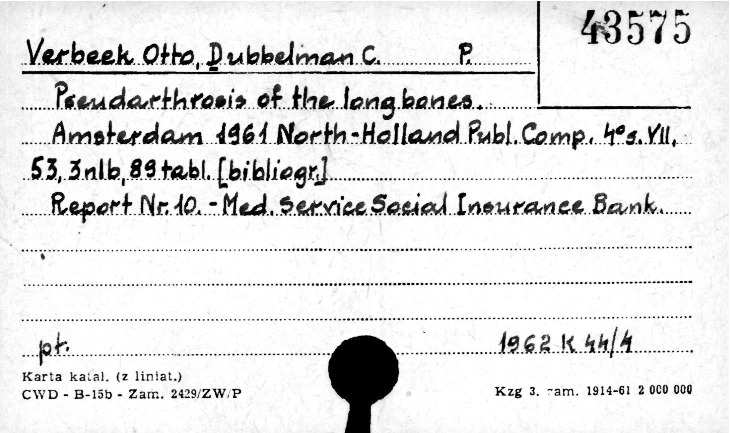 43575
Verbeek Otto, Dubbelman C. P.
Pseudarthrosis of the long bones.
Amsterdam 1961 North-Holland Publ. Comp. 4° s. VII,
53, 3 nlb, 89 tabl. [bibliogr.]
Report Nr. 10. - Med. Service Social Insurance Bank.
pt. 1962 K 44/4
Karta katal. (z liniat.)
CWD - B-15b - Zam. 2429/ZW/P Kzg 3. zam. 1914-61 2 000 000